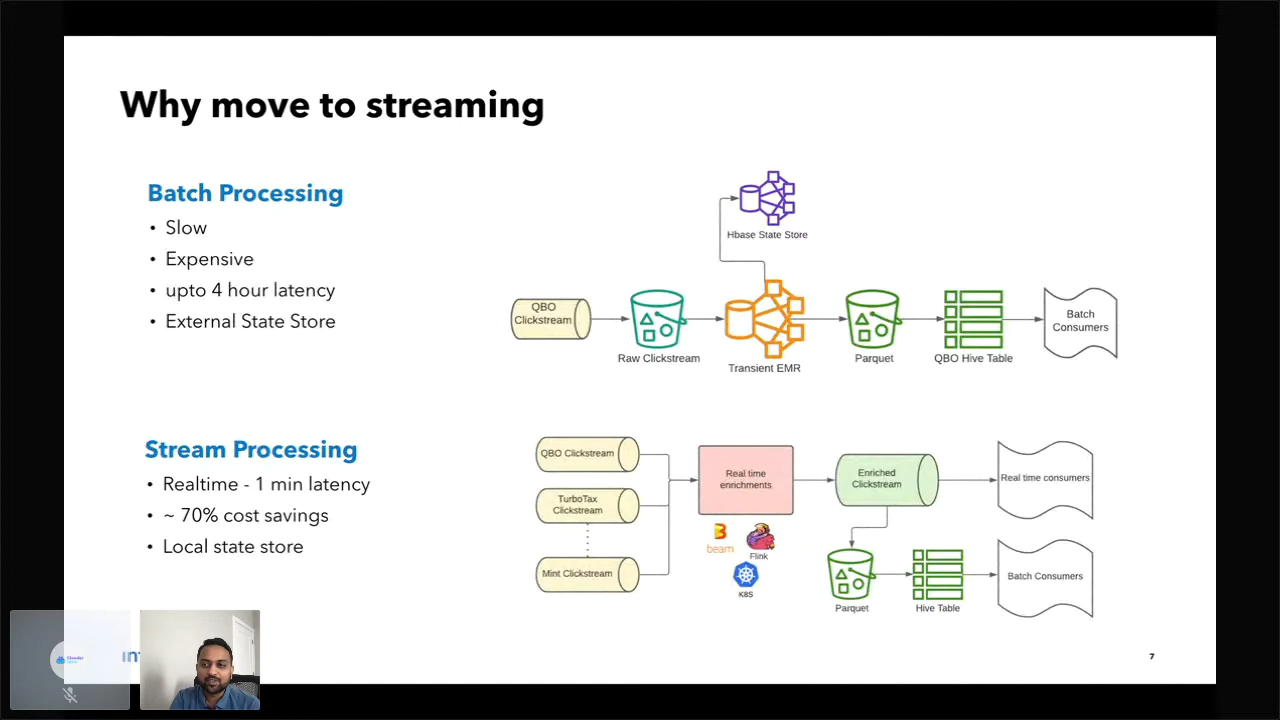 Why move to streaming
Batch Processing
• Slow
• Expensive
• upto 4 hour latency
• External State Store
Hbase State Store
QBO
Clickstream
Raw Clickstream
Transient EMR
Parquet
QBO Hive Table
Batch
Consumers
Stream Processing
• Realtime - 1 min latency
• ~ 70% cost savings
• Local state store
QBO Clickstream
TurboTax
Clickstream
Mint Clickstream
Real time
enrichments
beam
Flink
K8S
Enriched
Clickstream
Real time consumers
Parquet
Hive Table
Batch Consumers
int
7